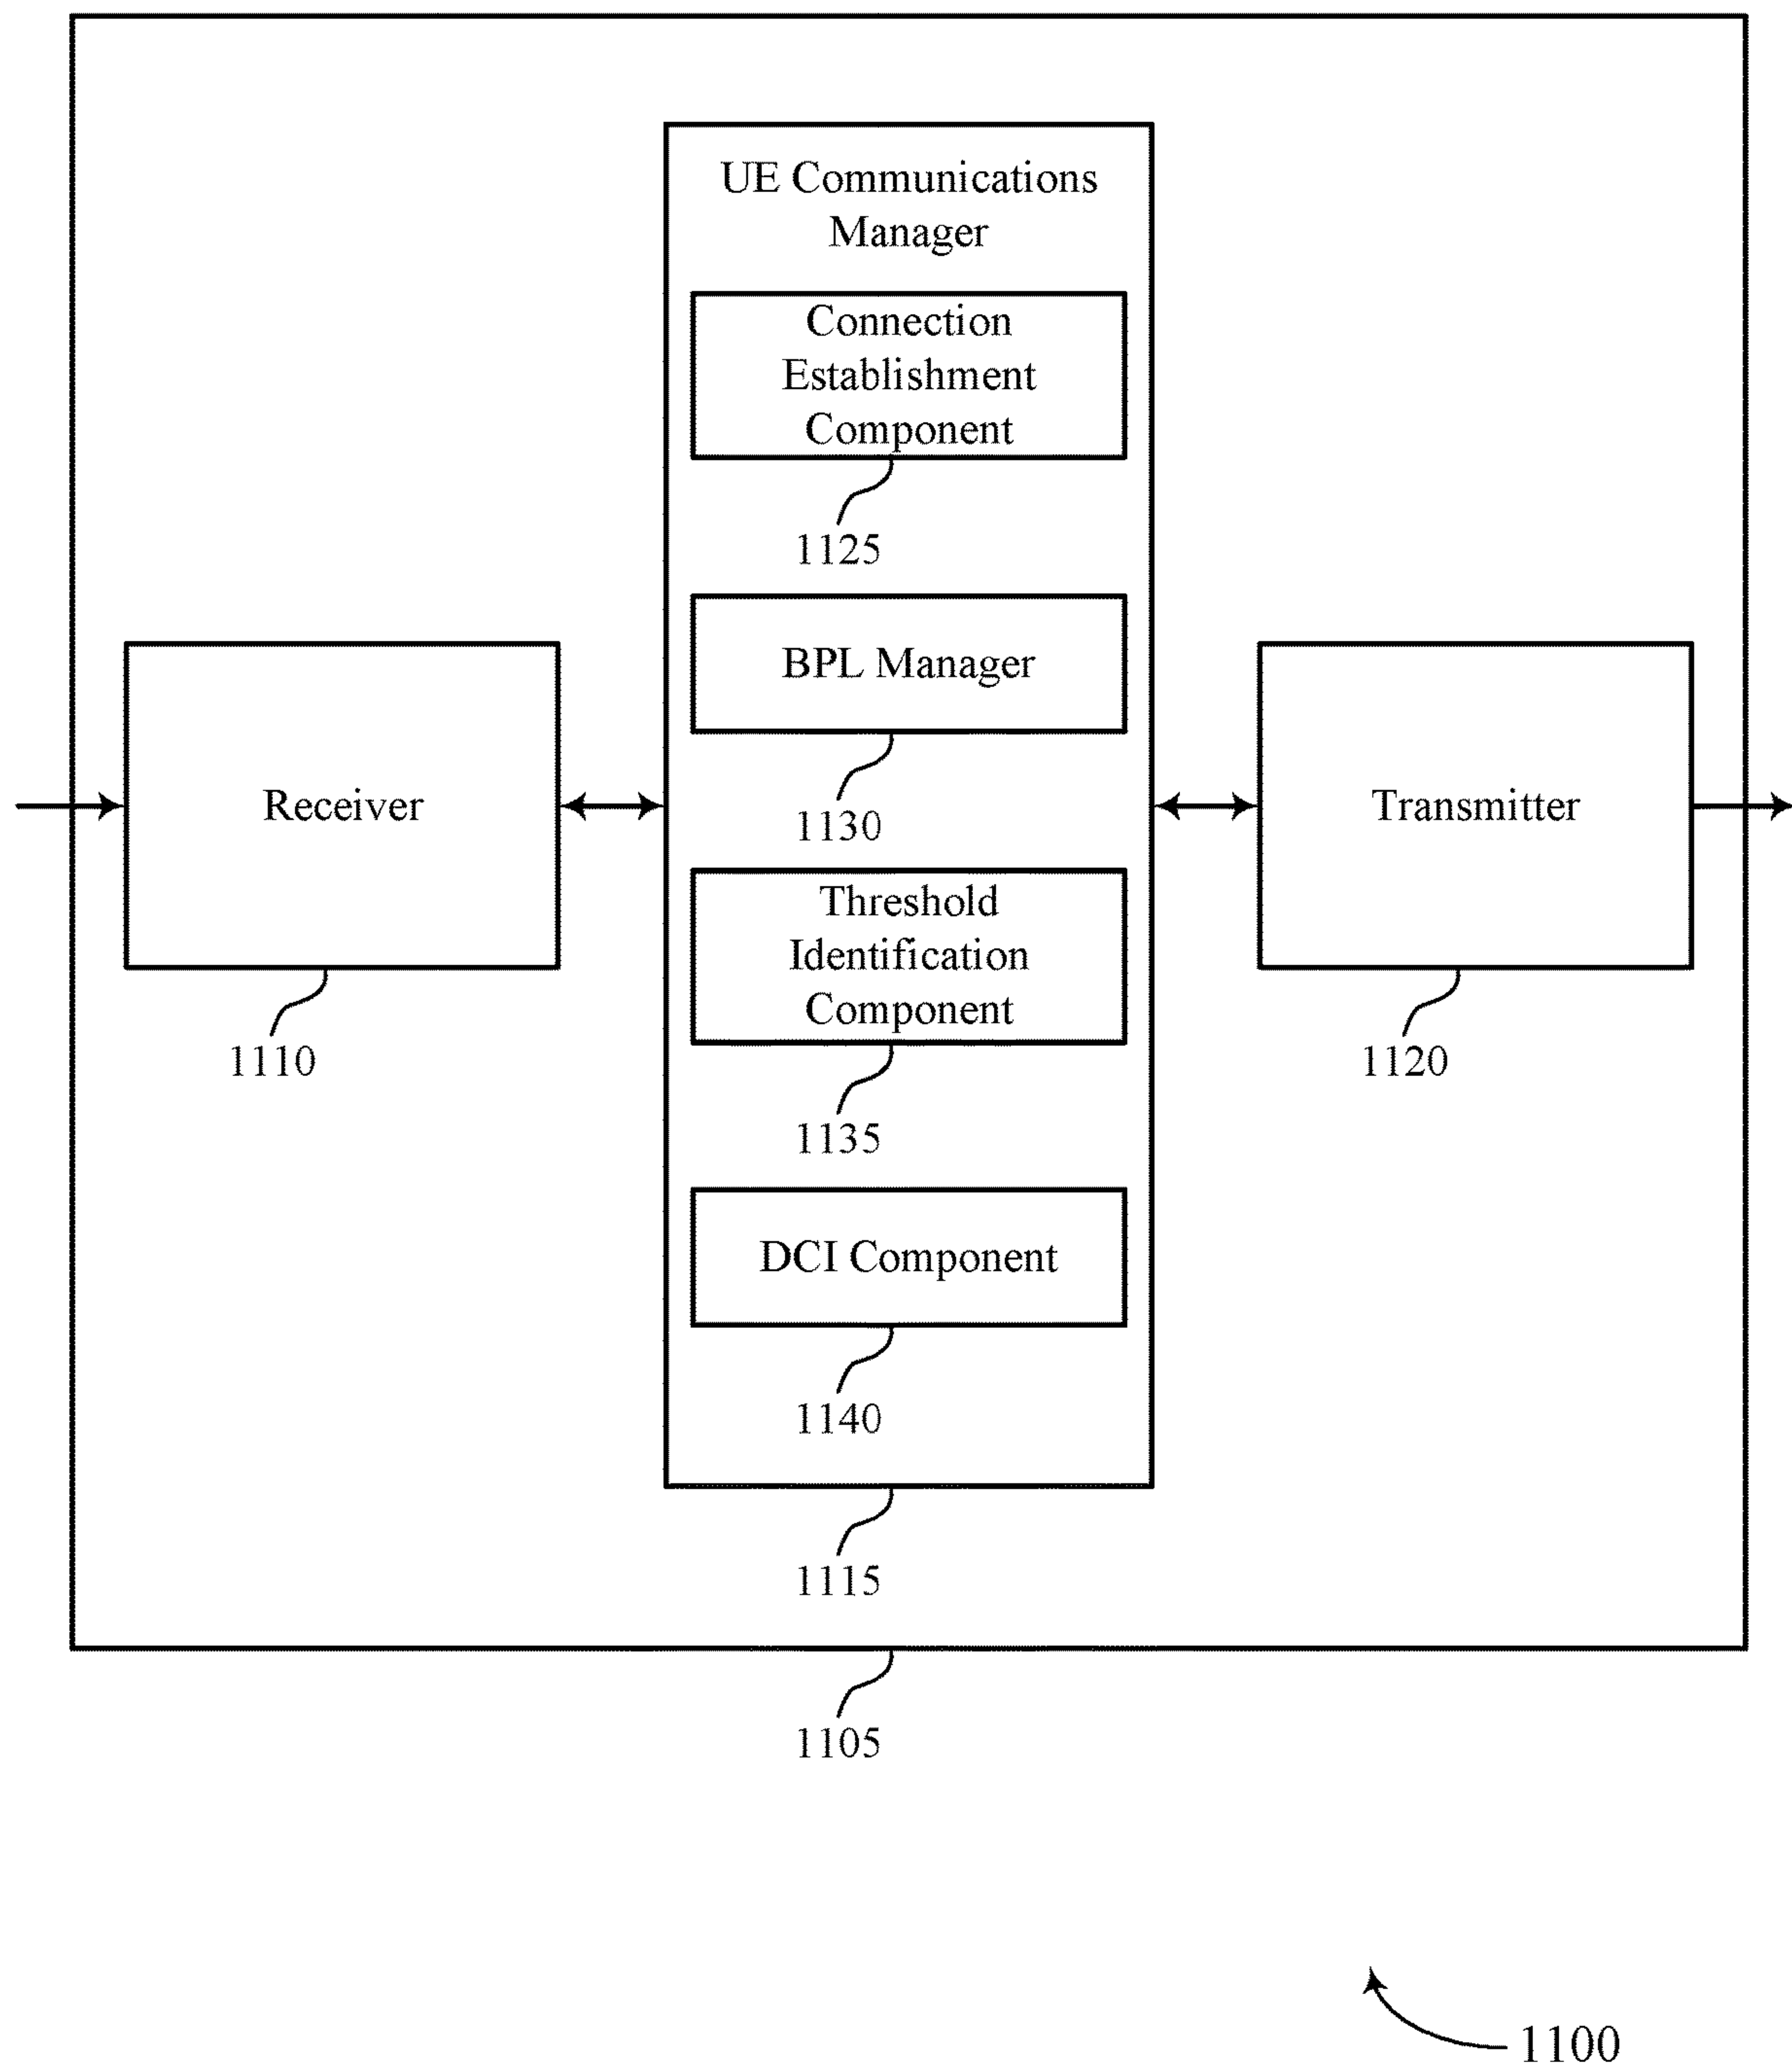 UE Communications
Manager
Connection
Establishment
Component
1125
BPL Manager
1130
Threshold
Identification
Component
1135
DCI Component
1140
1115
Receiver
1110
Transmitter
1120
1105
1100